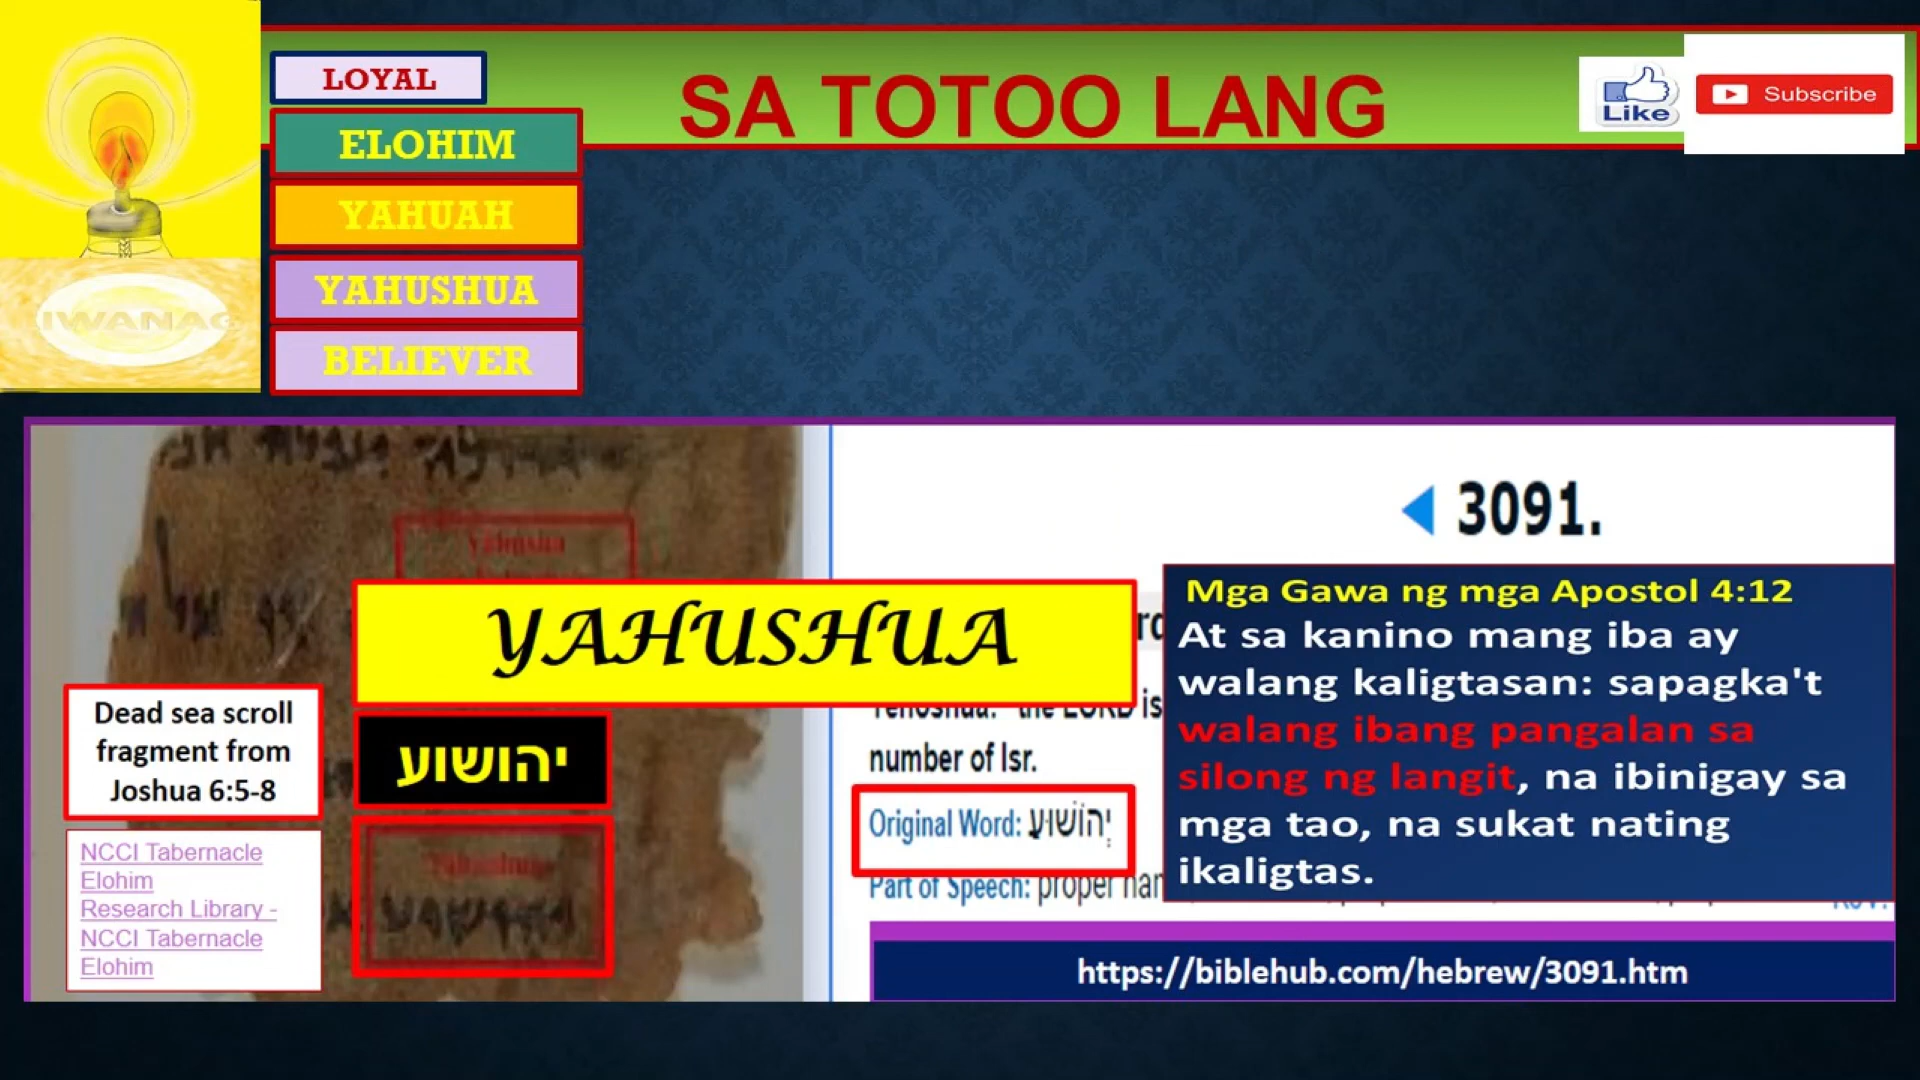 LOYAL
ELOHIM
YAHUAH
YAHUSHUA
BELIEVER
SA TOTOO LANG
Like
Subscribe
IWANAG
Yahusha
YAHUSHUA
יהושוע
Dead sea scroll
fragment from
Joshua 6:5-8
NCCI Tabernacle
Elohim
Research Library -
NCCI Tabernacle
Elohim
3091.
number of Isr.
Original Word: יְהוֹשׁוּעַ
Part of Speech: proper
Mga Gawa ng mga Apostol 4:12
At sa kanino mang iba ay
walang kaligtasan: sapagka't
walang ibang pangalan sa
silong ng langit, na ibinigay sa
mga tao, na sukat nating
ikaligtas.
https://biblehub.com/hebrew/3091.htm